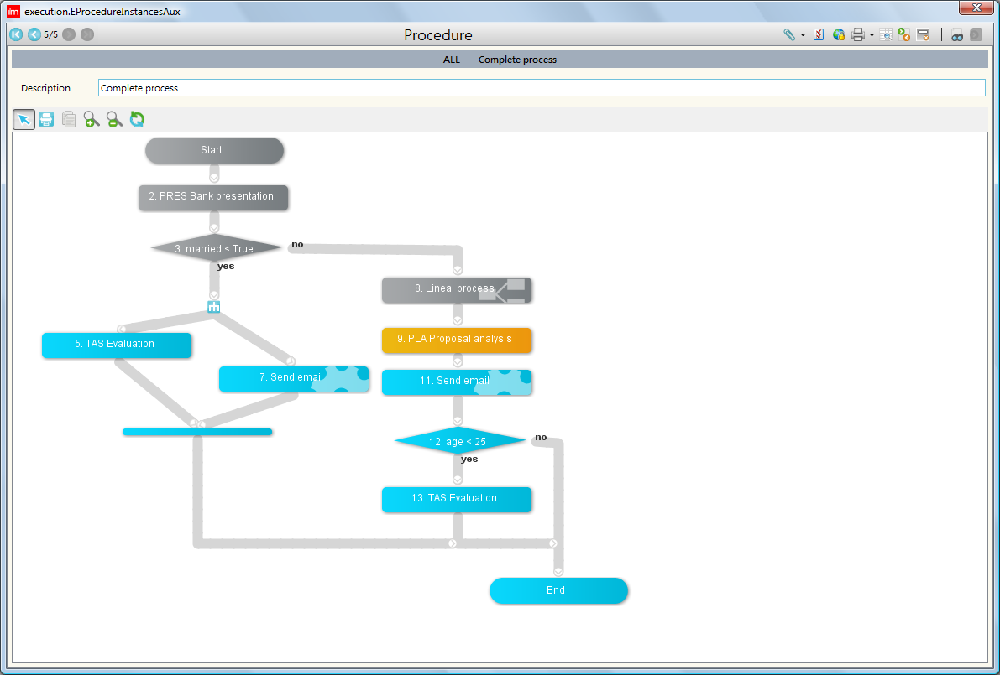 im execution.EProcedureInstancesAux
5/5
Procedure
ALL Complete process
Description Complete process
Start
2. PRES Bank presentation
3. married < True
no
yes
8. Lineal process
5. TAS Evaluation
9. PLA Proposal analysis
7. Send email
11. Send email
12. age < 25
no
yes
13. TAS Evaluation
End